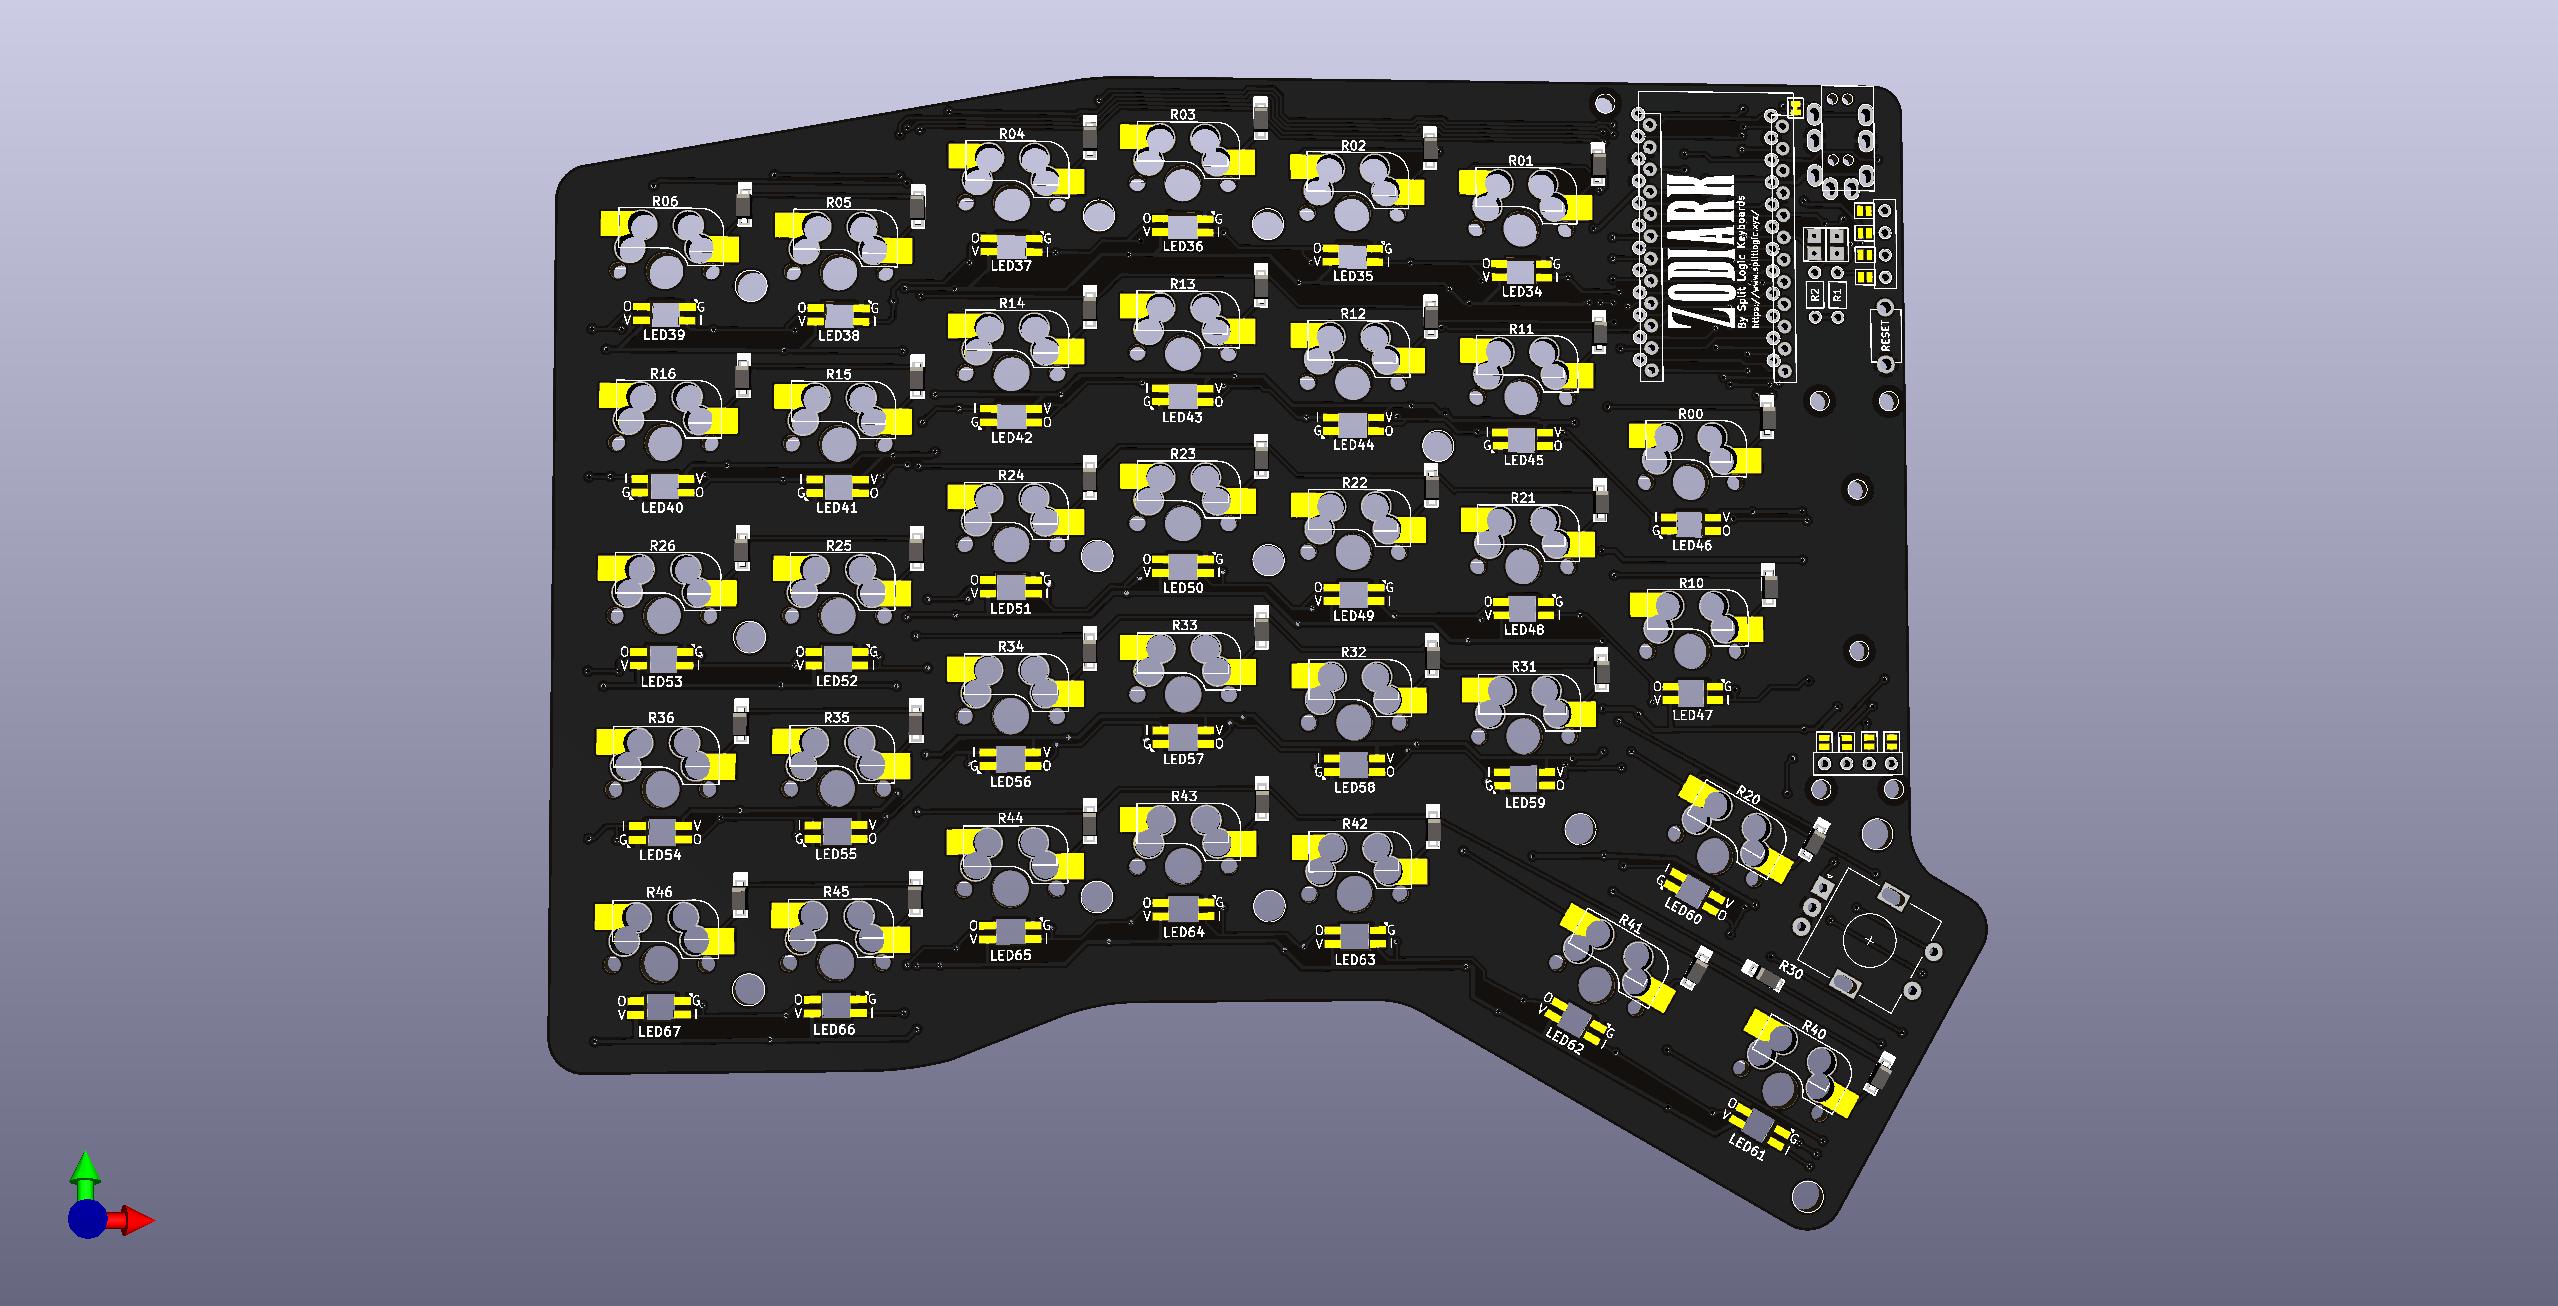 R03
R04
R02
R01
R06
R05
O G
V I
LED36
O G
V I
LED37
O G
V I
LED35
O G
V I
LED34
ZODIARK
By Split Logic Keyboards
https://www.splitlogic.xyz/
R2
R1
RESET
O G
V I
LED39
O G
V I
LED38
R14
R13
R12
R11
R16
R15
I V
G O
LED43
I V
G O
LED42
I V
G O
LED44
I V
G O
LED45
R00
I V
G O
LED40
I V
G O
LED41
R24
R23
R22
R21
I V
G O
LED46
R26
R25
O G
V I
LED51
O G
V I
LED50
O G
V I
LED49
O G
V I
LED48
R10
O G
V I
LED53
O G
V I
LED52
R34
R33
R32
R31
O G
V I
LED47
R36
R35
I V
G O
LED56
I V
G O
LED57
I V
G O
LED58
I V
G O
LED59
R20
I V
G O
LED54
I V
G O
LED55
R44
R43
R42
I V
G O
LED60
R46
R45
O G
V I
LED65
O G
V I
LED64
O G
V I
LED63
R41
R30
O G
V I
LED67
O G
V I
LED66
O G
V I
LED62
R40
O G
V I
LED61